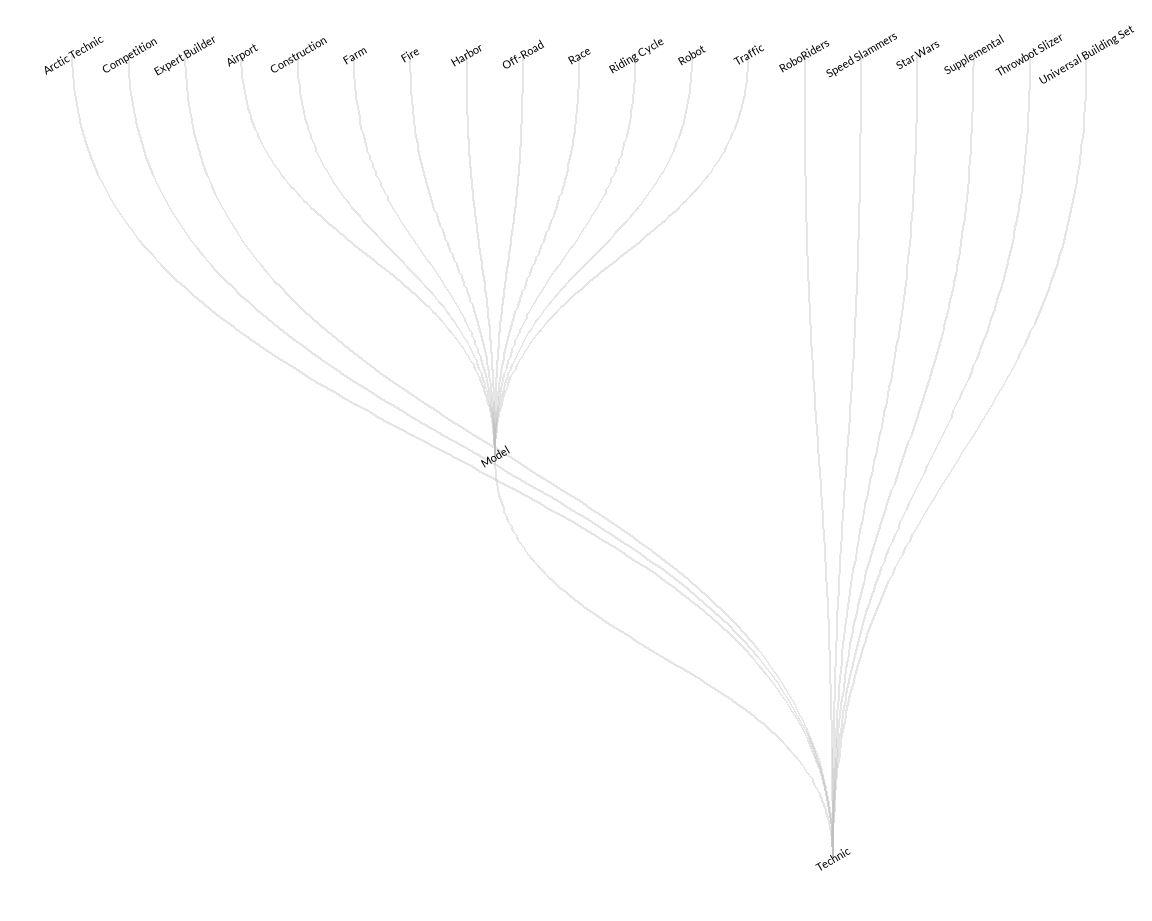 Arctic Technic
Competition
Expert Builder
Airport
Construction
Farm
Fire
Harbor
Off-Road
Race
Riding Cycle
Robot
Traffic
RoboRiders
Speed Slammers
Star Wars
Supplemental
Throwbot Slizer
Universal Building Set
Model
Technic